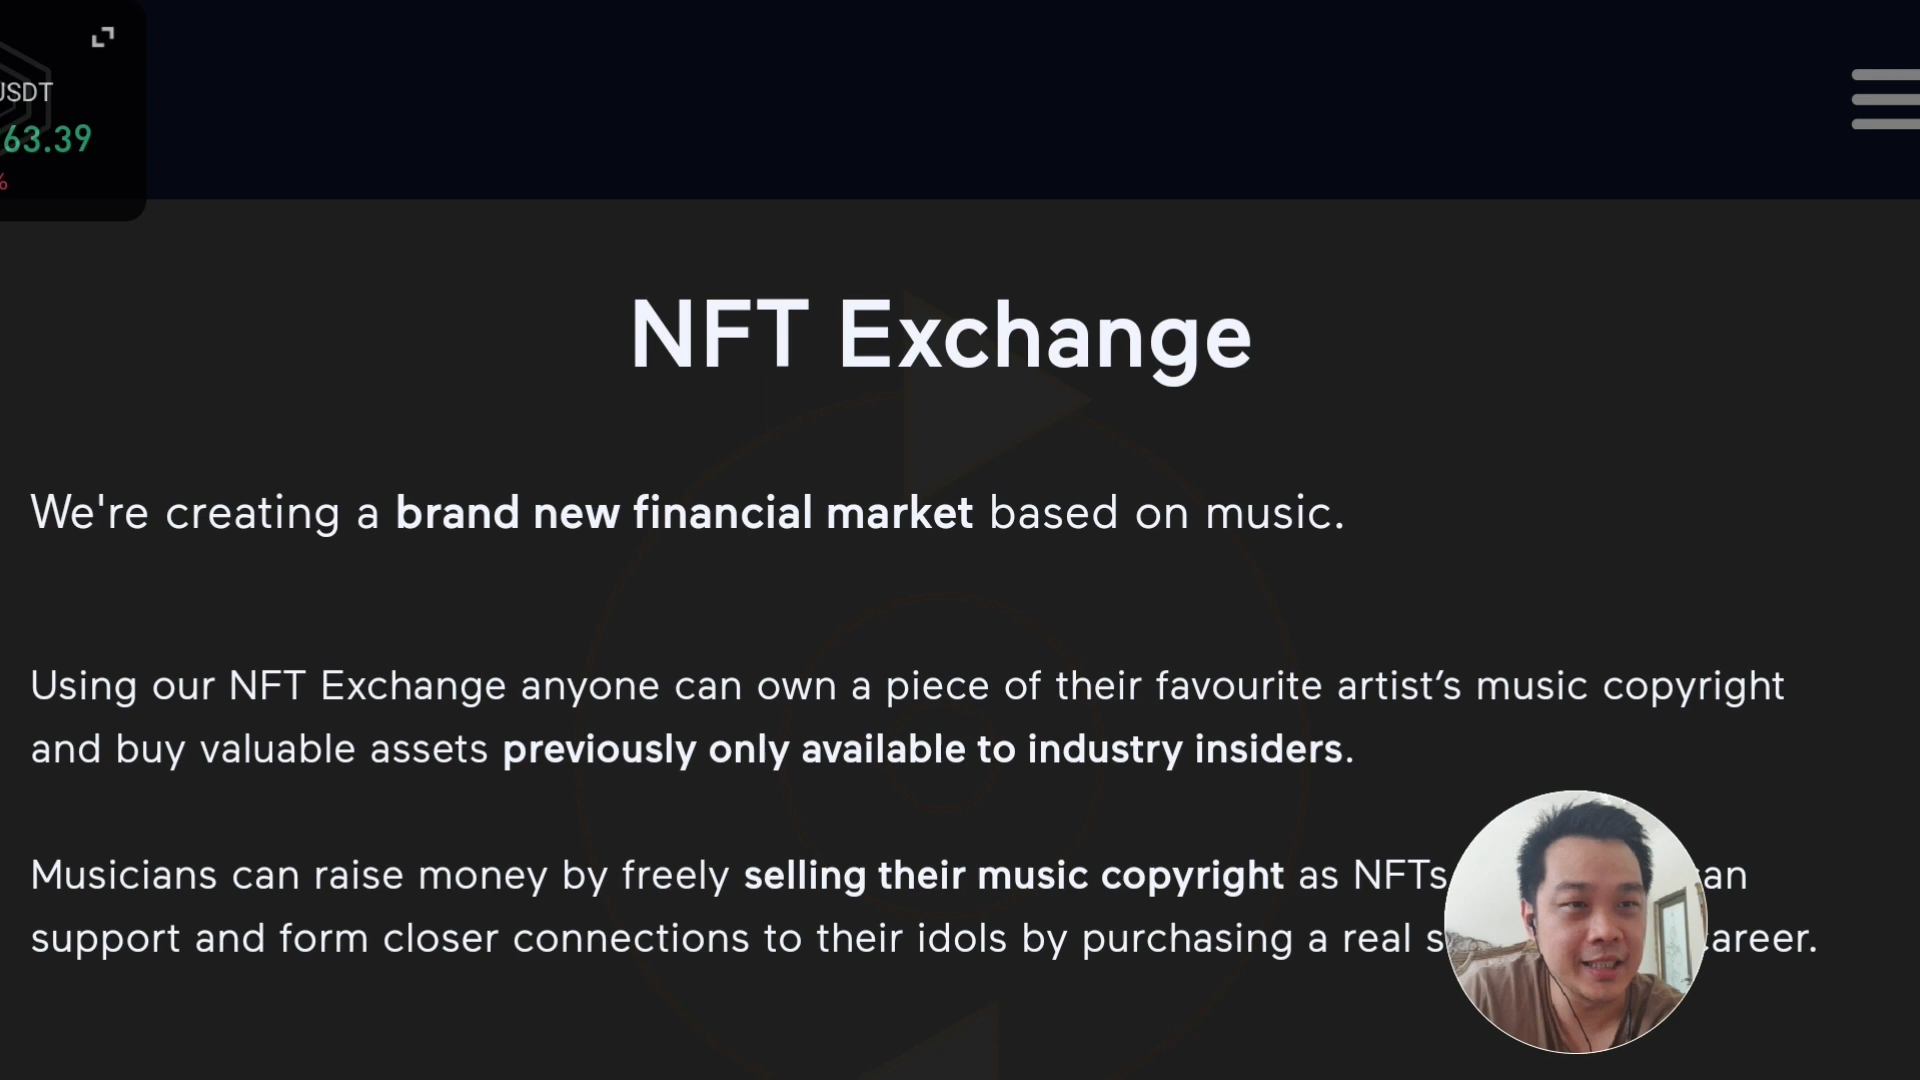 USDT
63.39
%
NFT Exchange
We're creating a brand new financial market based on music.
Using our NFT Exchange anyone can own a piece of their favourite artist’s music copyright
and buy valuable assets previously only available to industry insiders.
Musicians can raise money by freely selling their music copyright as NFTs
support and form closer connections to their idols by purchasing a real career.